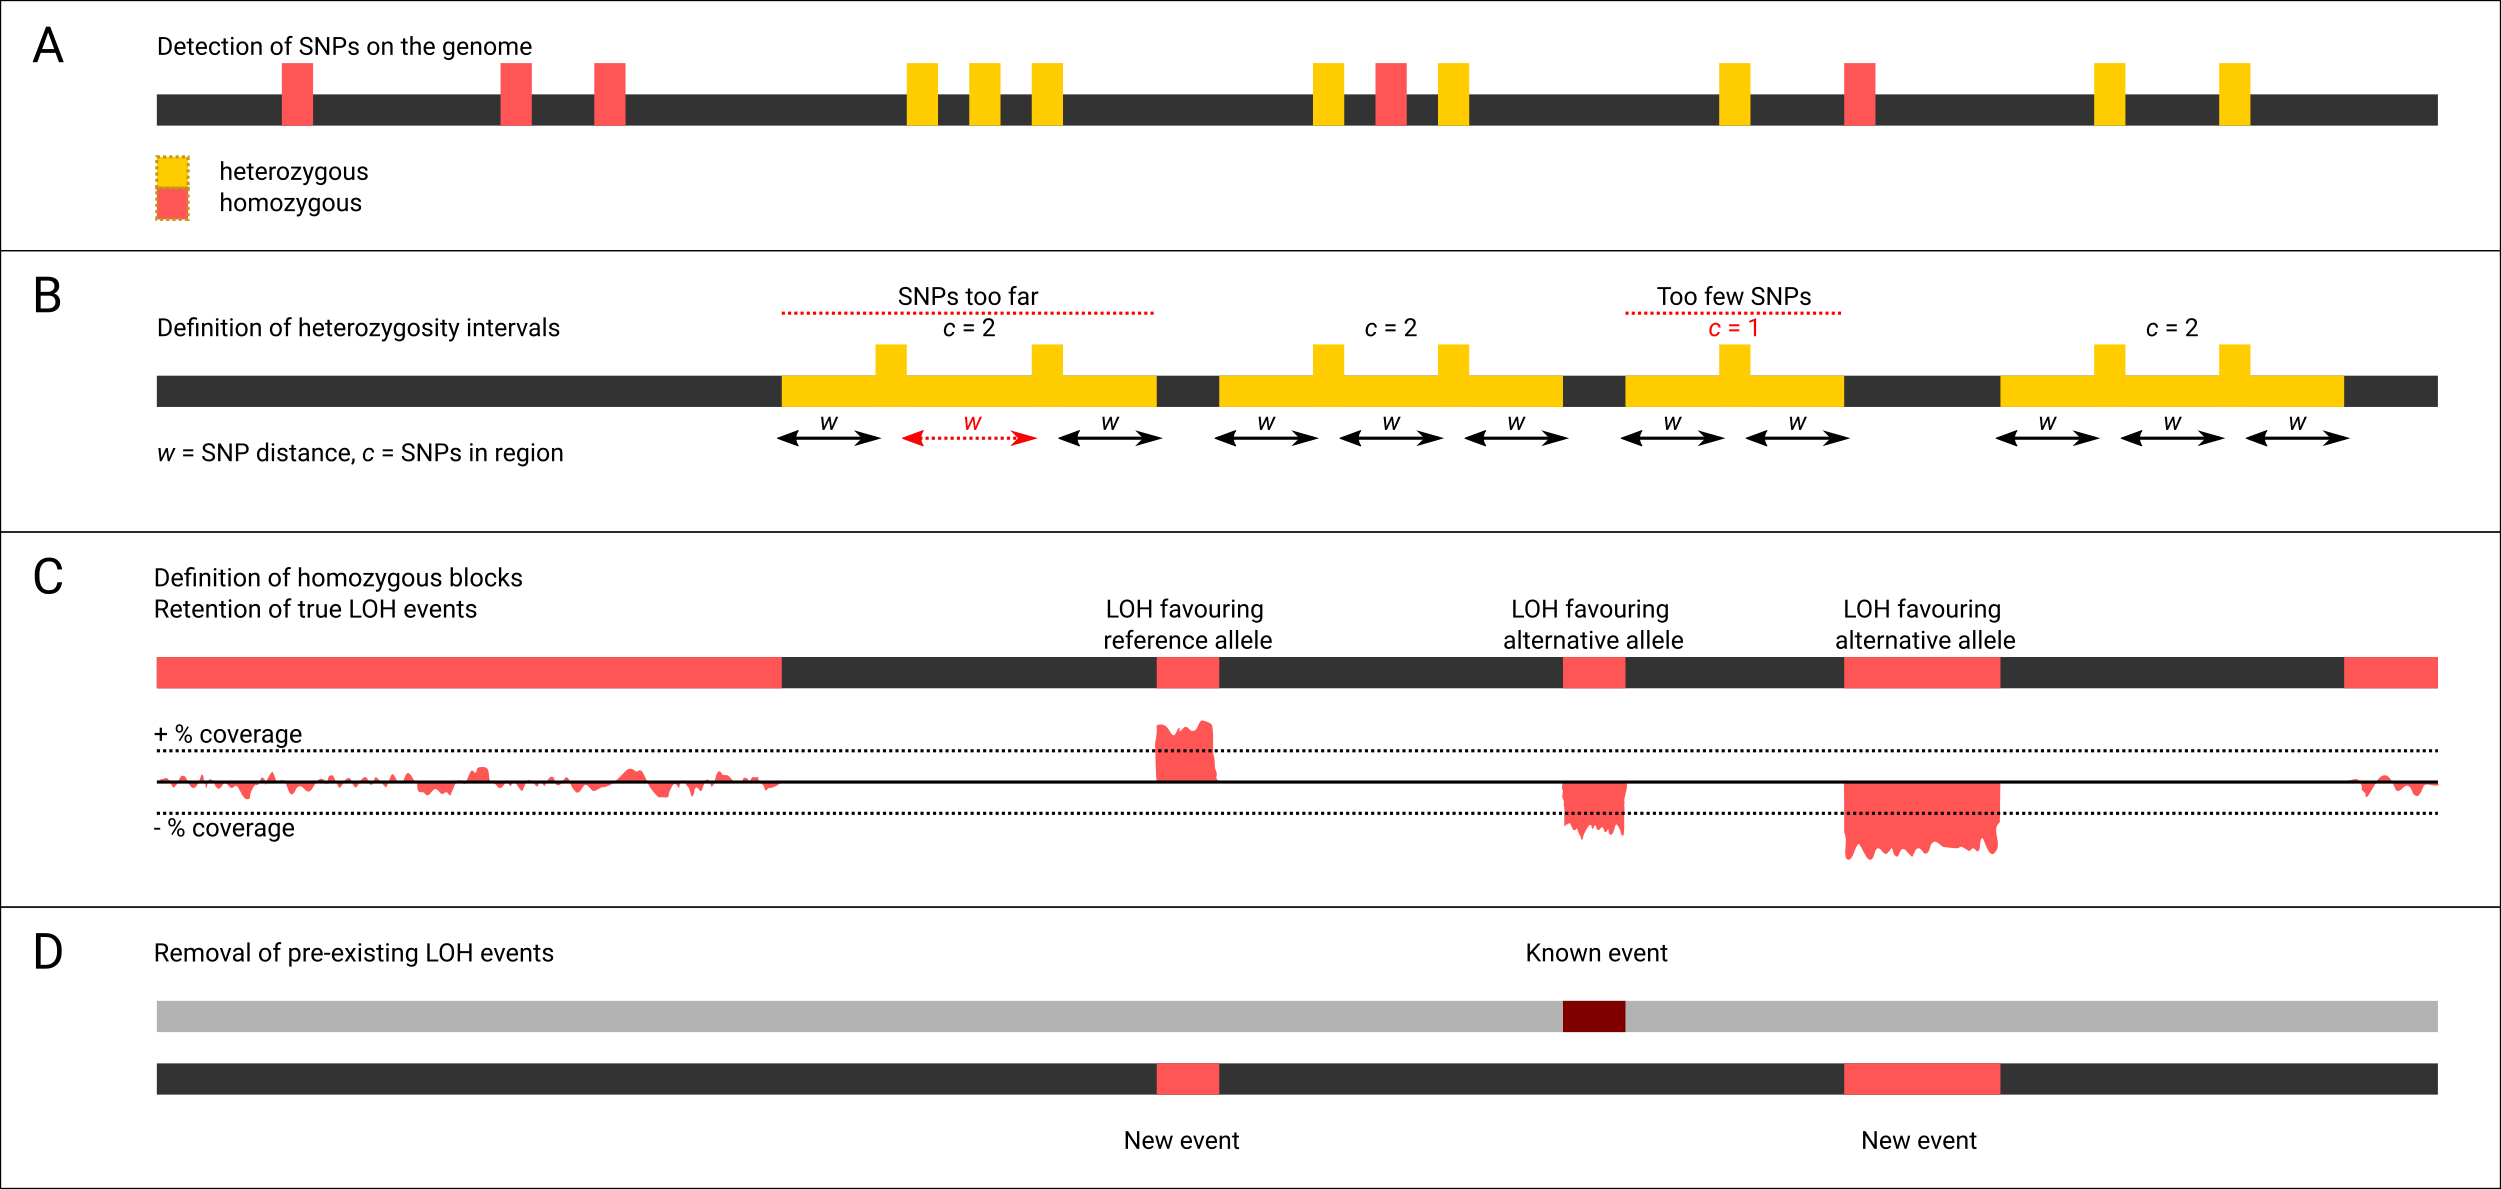 A
Detection of SNPs on the genome
heterozygous
homozygous
B
SNPs too far
Too few SNPs
Definition of heterozygosity intervals
c = 2
c = 2
c = 1
c = 2
w
w
w
w
w
w
w
w
w
w
w
w = SNP distance, c = SNPs in region
C
Definition of homozygous blocks
Retention of true LOH events
LOH favouring
reference allele
LOH favouring
alternative allele
LOH favouring
alternative allele
+ % coverage
- % coverage
D
Removal of pre-existing LOH events
Known event
New event
New event